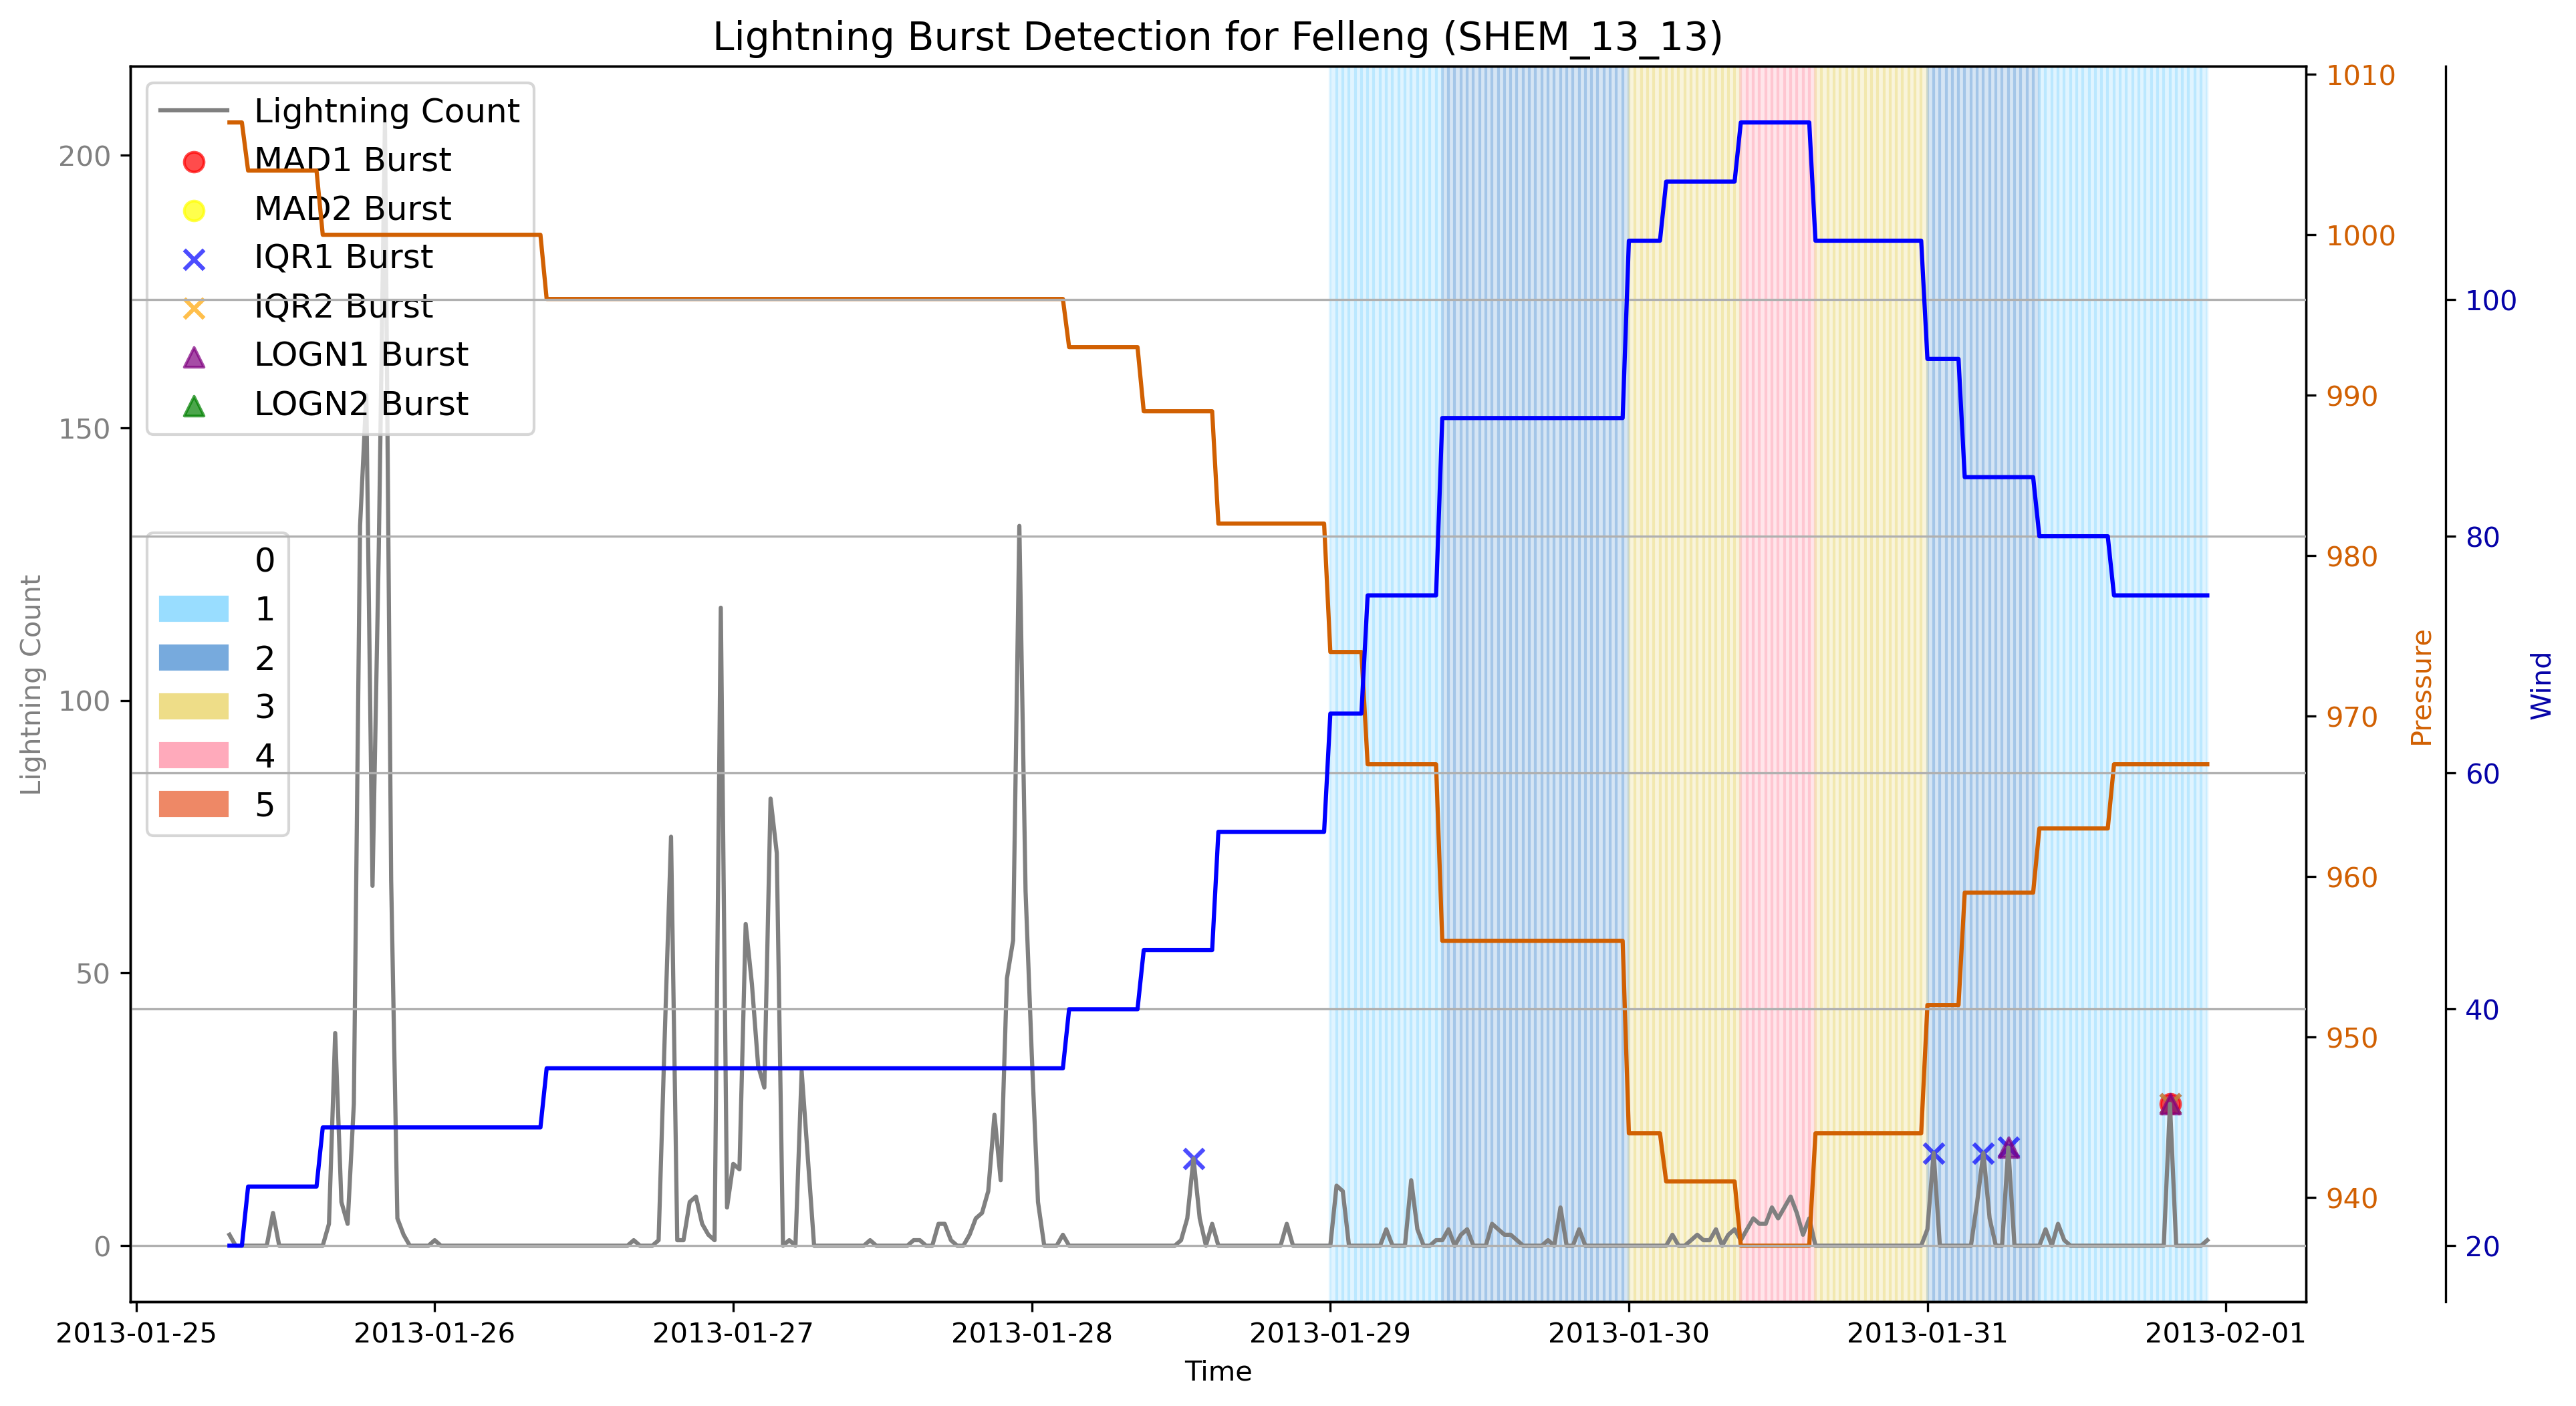 Lightning Burst Detection for Felleng (SHEM_13_13)
Lightning Count
MAD1 Burst
MAD2 Burst
IQR1 Burst
IQR2 Burst
LOGN1 Burst
LOGN2 Burst
0
1
2
3
4
5
Lightning Count
200
150
100
50
0
1010
1000
990
980
970
960
950
940
Pressure
100
80
60
40
20
Wind
2013-01-25
2013-01-26
2013-01-27
2013-01-28
2013-01-29
2013-01-30
2013-01-31
2013-02-01
Time